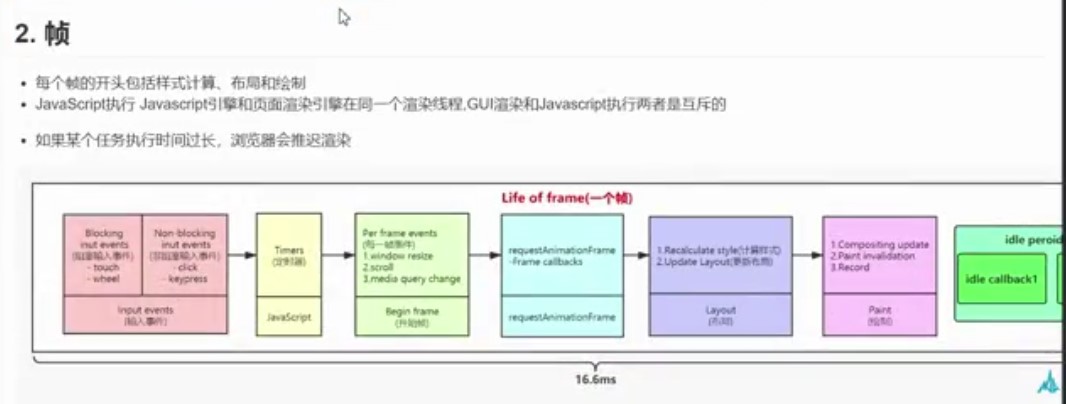 2. 帧
每个帧的开头包括样式计算、布局和绘制
JavaScript执行 Javascript引擎和页面渲染引擎在同一个渲染线程,GUI渲染和Javascript执行两者是互斥的
如果某个任务执行时间过长，浏览器会推迟渲染
Life of frame(一个帧)
Blocking
inut events
(阻塞输入事件)
- touch
- wheel
Non-blocking
inut events
(非阻塞输入事件)
- click
- keypress
Input events
(输入事件)
Timers
(定时器)
JavaScript
Per frame events
(每一帧事件)
1.window resize
2.scroll
3.media query change
Begin frame
(开始帧)
requestAnimationFrame
-Frame callbacks
requestAnimationFrame
1.Recalculate style(计算样式)
2.Update Layout(更新布局)
Layout
(布局)
1.Compositing update
2.Paint invalidation
3.Record
Paint
(绘制)
idle peroid
idle callback1
16.6ms